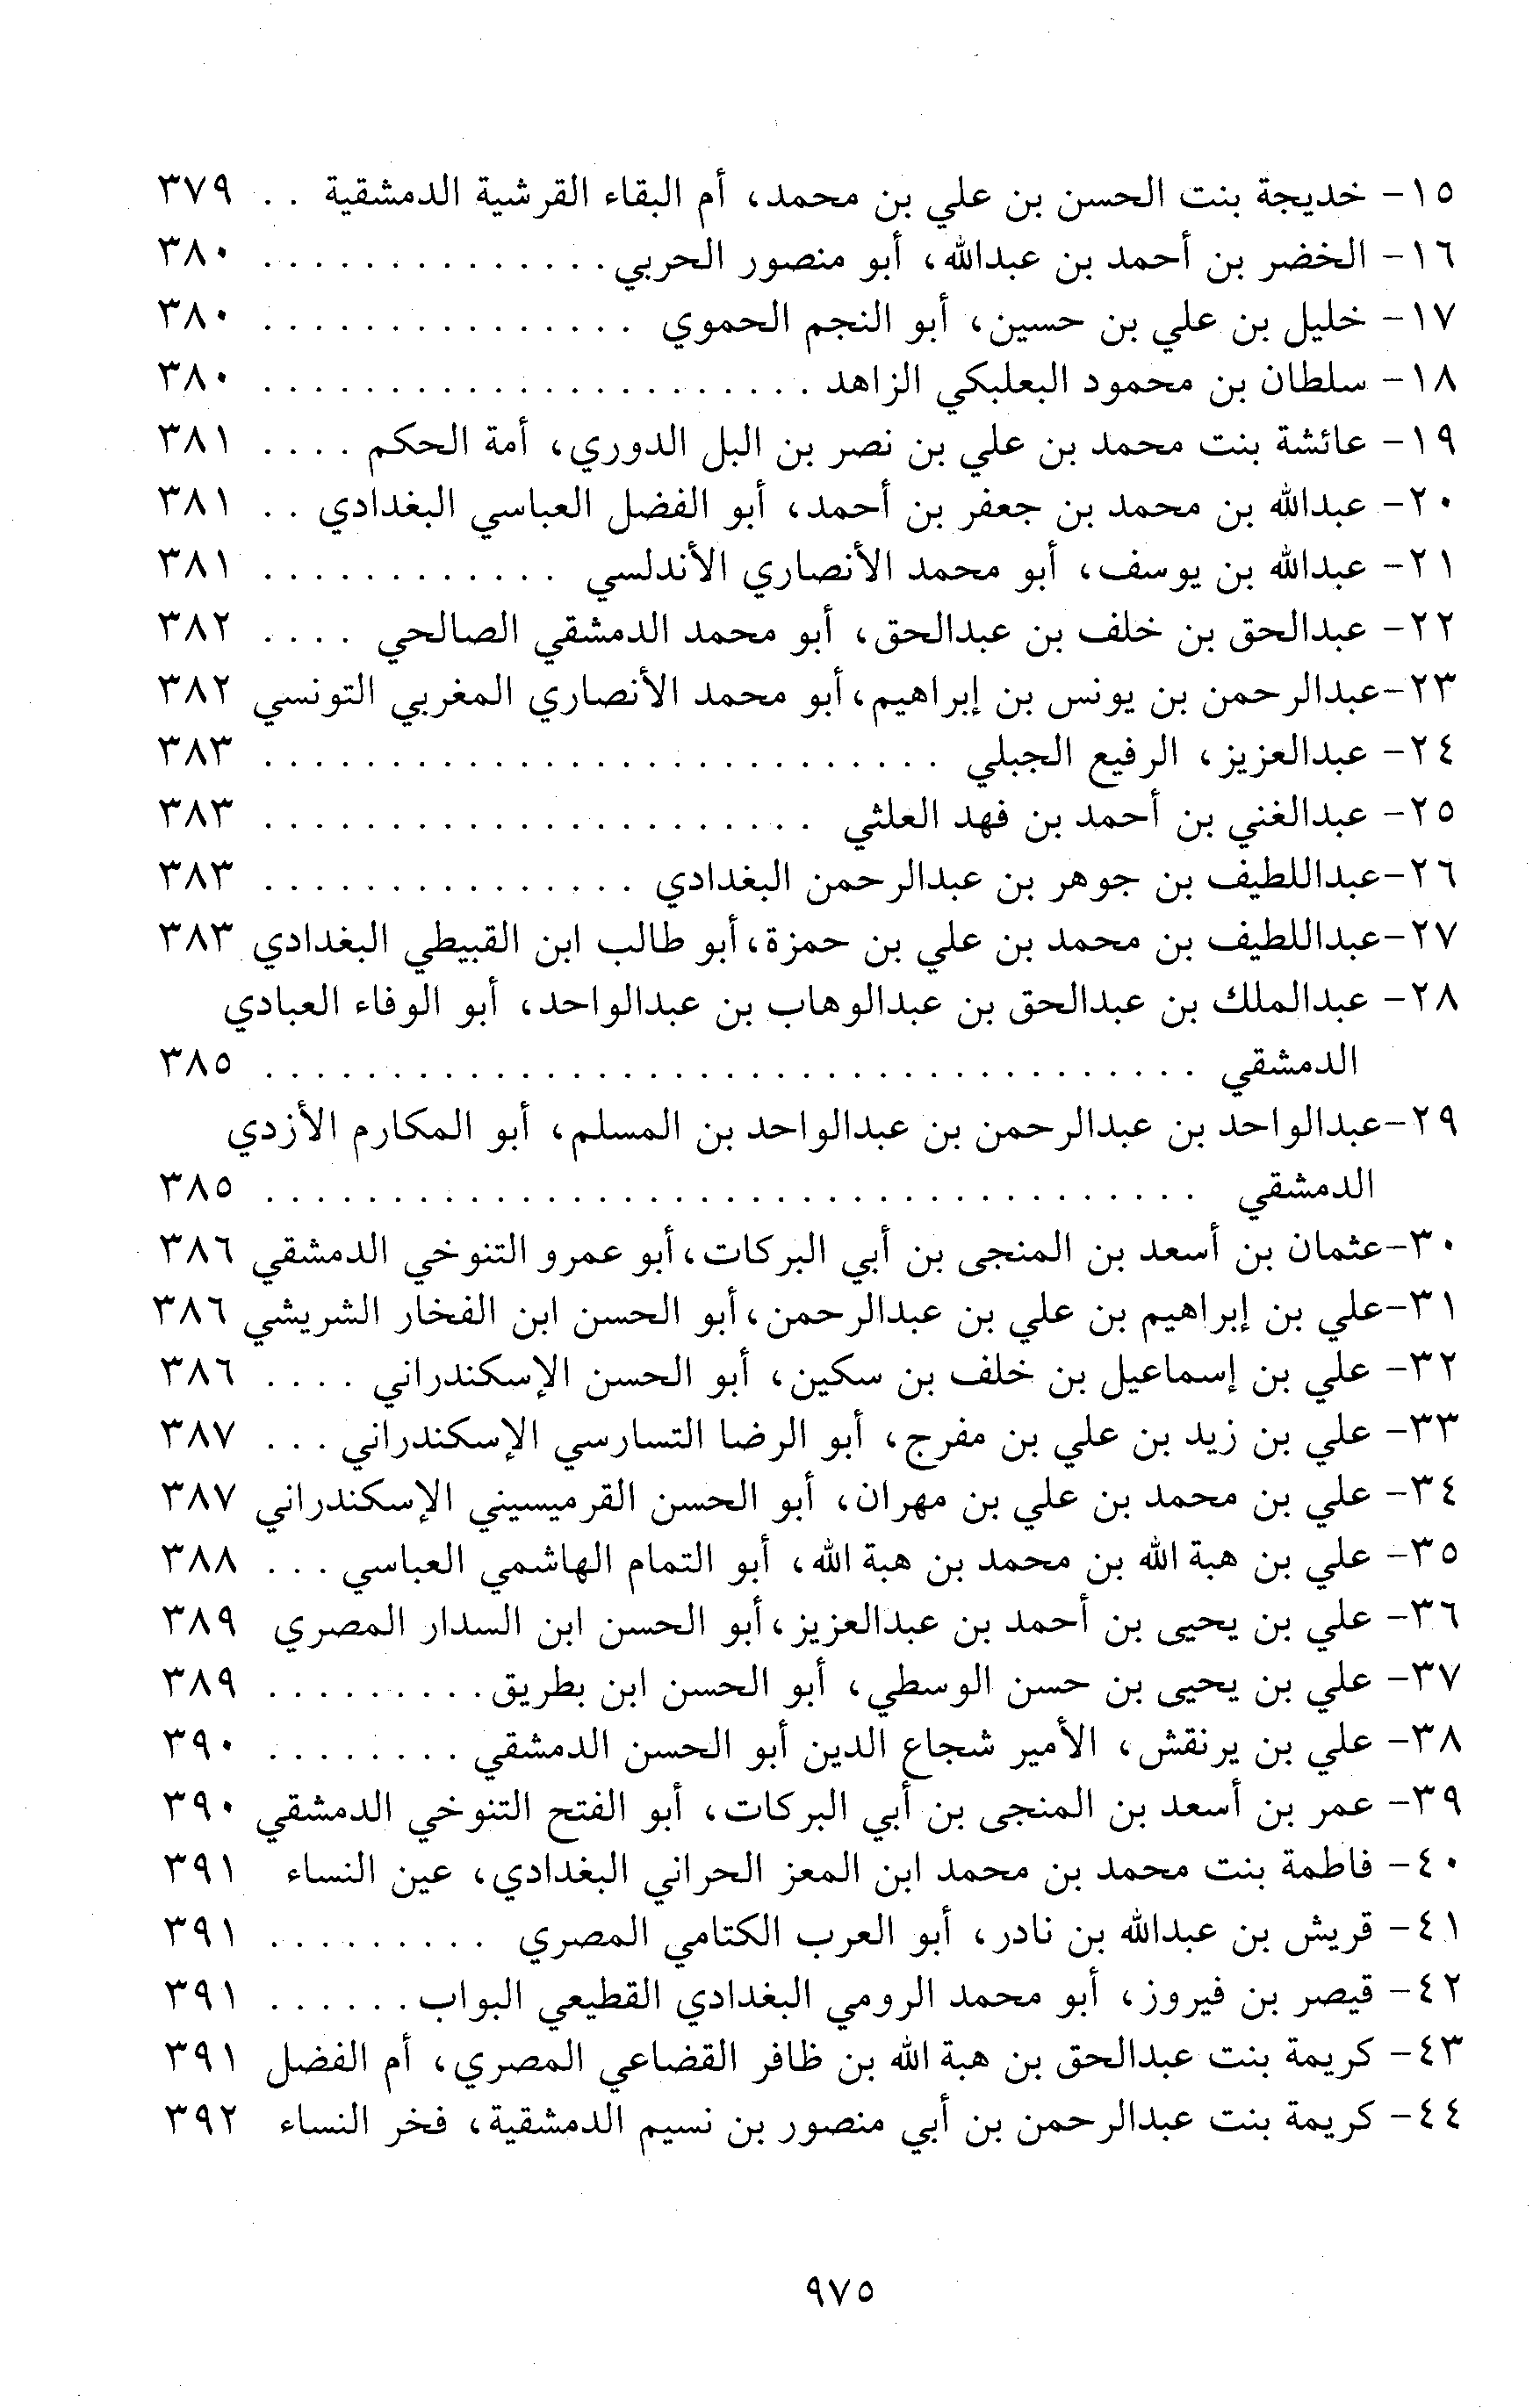 ١٥- خديجة بنت الحسن بن علي بن محمد، أم البقاء القرشية الدمشقية . . ٣٧٩
١٦- الخضر بن أحمد بن عبدالله، أبو منصور الحربي . . . . . . . . . . . . . . ٣٨٠
١٧- خليل بن علي بن حسين، أبو النجم الحموي . . . . . . . . . . . . . . . ٣٨٠
١٨- سلطان بن محمود البعلبكي الزاهد . . . . . . . . . . . . . . . . . . . . . . ٣٨٠
١٩- عائشة بنت محمد بن علي بن نصر بن البل الدوري، أمة الحكم . . . . ٣٨١
٢٠- عبدالله بن محمد بن جعفر بن أحمد، أبو الفضل العباسي البغدادي . . ٣٨١
٢١- عبدالله بن يوسف، أبو محمد الأنصاري الأندلسي . . . . . . . . . . . . ٣٨١
٢٢- عبدالحق بن خلف بن عبدالحق، أبو محمد الدمشقي الصالحي . . . . ٣٨٢
٢٣-عبدالرحمن بن يونس بن إبراهيم،أبو محمد الأنصاري المغربي التونسي ٣٨٢
٢٤- عبدالعزيز، الرفيع الجبلي . . . . . . . . . . . . . . . . . . . . . . . . . . . ٣٨٣
٢٥- عبدالغني بن أحمد بن فهد العلثي . . . . . . . . . . . . . . . . . . . . . . ٣٨٣
٢٦-عبداللطيف بن جوهر بن عبدالرحمن البغدادي . . . . . . . . . . . . . . . ٣٨٣
٢٧-عبداللطيف بن محمد بن علي بن حمزة،أبو طالب ابن القبيطي البغدادي ٣٨٣
٢٨- عبدالملك بن عبدالحق بن عبدالوهاب بن عبدالواحد، أبو الوفاء العبادي
الدمشقي . . . . . . . . . . . . . . . . . . . . . . . . . . . . . . . . . . . . . ٣٨٥
٢٩-عبدالواحد بن عبدالرحمن بن عبدالواحد بن المسلم، أبو المكارم الأزدي
الدمشقي . . . . . . . . . . . . . . . . . . . . . . . . . . . . . . . . . . . . . ٣٨٥
٣٠-عثمان بن أسعد بن المنجى بن أبي البركات،أبو عمرو التنوخي الدمشقي ٣٨٦
٣١-علي بن إبراهيم بن علي بن عبدالرحمن،أبو الحسن ابن الفخار الشريشي ٣٨٦
٣٢- علي بن إسماعيل بن خلف بن سكين، أبو الحسن الإسكندراني . . . . ٣٨٦
٣٣- علي بن زيد بن علي بن مفرج، أبو الرضا التسارسي الإسكندراني . . . ٣٨٧
٣٤- علي بن محمد بن علي بن مهران، أبو الحسن القرميسيني الإسكندراني ٣٨٧
٣٥- علي بن هبة الله بن محمد بن هبة الله، أبو التمام الهاشمي العباسي . . . ٣٨٨
٣٦- علي بن يحيى بن أحمد بن عبدالعزيز،أبو الحسن ابن السدار المصري ٣٨٩
٣٧- علي بن يحيى بن حسن الوسطي، أبو الحسن ابن بطريق . . . . . . . . . ٣٨٩
٣٨- علي بن يرنقش، الأمير شجاع الدين أبو الحسن الدمشقي . . . . . . . . ٣٩٠
٣٩- عمر بن أسعد بن المنجى بن أبي البركات، أبو الفتح التنوخي الدمشقي ٣٩٠
٤٠- فاطمة بنت محمد بن محمد ابن المعز الحراني البغدادي، عين النساء ٣٩١
٤١- قريش بن عبدالله بن نادر، أبو العرب الكتامي المصري . . . . . . . . . ٣٩١
٤٢- قيصر بن فيروز، أبو محمد الرومي البغدادي القطيعي البواب . . . . . . ٣٩١
٤٣- كريمة بنت عبدالحق بن هبة الله بن ظافر القضاعي المصري، أم الفضل ٣٩١
٤٤- كريمة بنت عبدالرحمن بن أبي منصور بن نسيم الدمشقية، فخر النساء ٣٩٢
٩٧٥